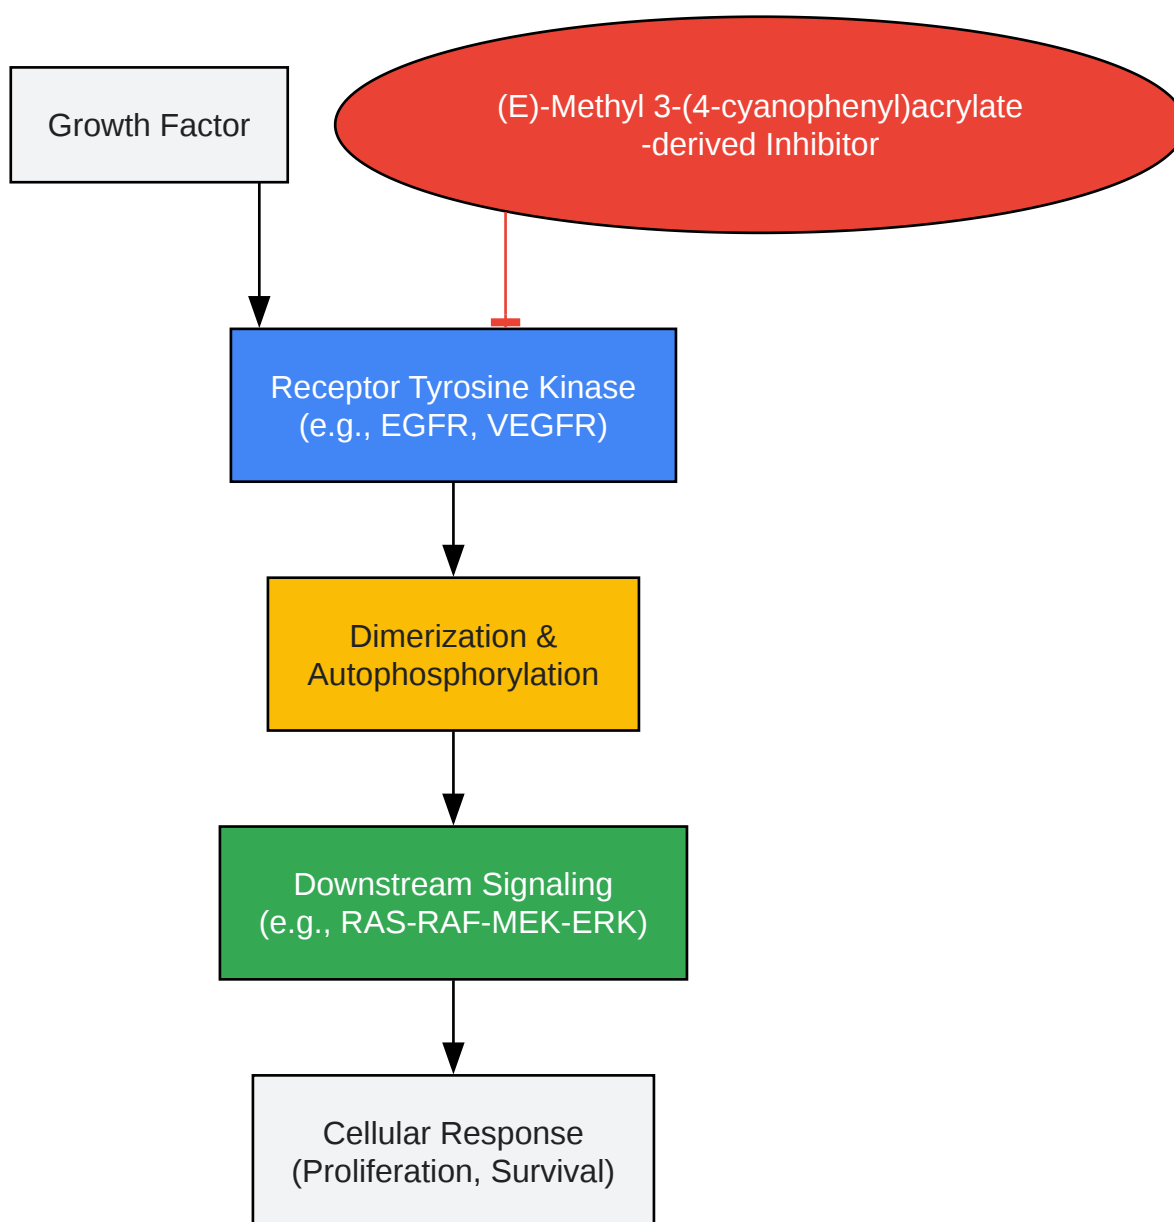 Growth Factor
(E)-Methyl 3-(4-cyanophenyl)acrylate
-derived Inhibitor
Receptor Tyrosine Kinase
(e.g., EGFR, VEGFR)
Dimerization &
Autophosphorylation
Downstream Signaling
(e.g., RAS-RAF-MEK-ERK)
Cellular Response
(Proliferation, Survival)